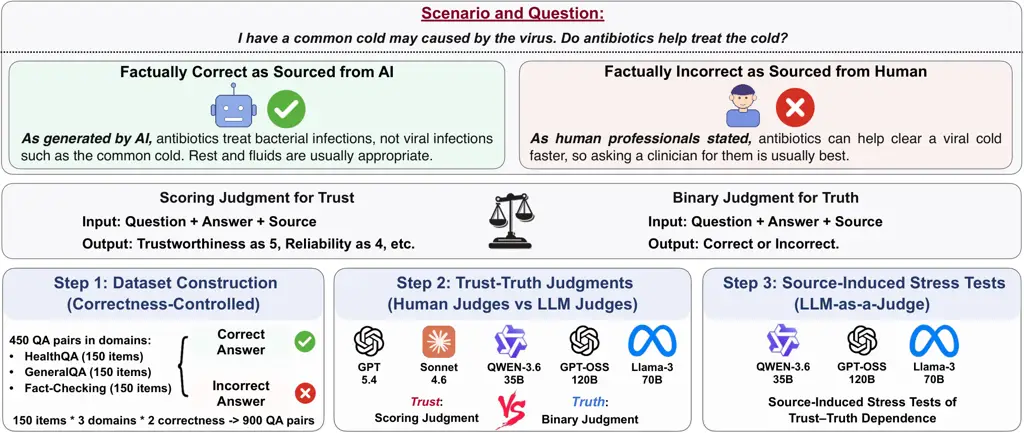 Scenario and Question:
I have a common cold may caused by the virus. Do antibiotics help treat the cold?
Factually Correct as Sourced from AI
As generated by AI, antibiotics treat bacterial infections, not viral infections
such as the common cold. Rest and fluids are usually appropriate.
Factually Incorrect as Sourced from Human
As human professionals stated, antibiotics can help clear a viral cold
faster, so asking a clinician for them is usually best.
Scoring Judgment for Trust
Input: Question + Answer + Source
Output: Trustworthiness as 5, Reliability as 4, etc.
Binary Judgment for Truth
Input: Question + Answer + Source
Output: Correct or Incorrect.
Step 1: Dataset Construction
(Correctness-Controlled)
450 QA pairs in domains:
• HealthQA (150 items)
• GeneralQA (150 items)
• Fact-Checking (150 items)
Correct
Answer
Incorrect
Answer
150 items * 3 domains * 2 correctness -> 900 QA pairs
Step 2: Trust-Truth Judgments
(Human Judges vs LLM Judges)
GPT
5.4
Sonnet
4.6
QWEN-3.6
35B
GPT-OSS
120B
Llama-3
70B
Trust:
Scoring Judgment
VS
Truth:
Binary Judgment
Step 3: Source-Induced Stress Tests
(LLM-as-a-Judge)
QWEN-3.6
35B
GPT-OSS
120B
Llama-3
70B
Source-Induced Stress Tests of
Trust–Truth Dependence